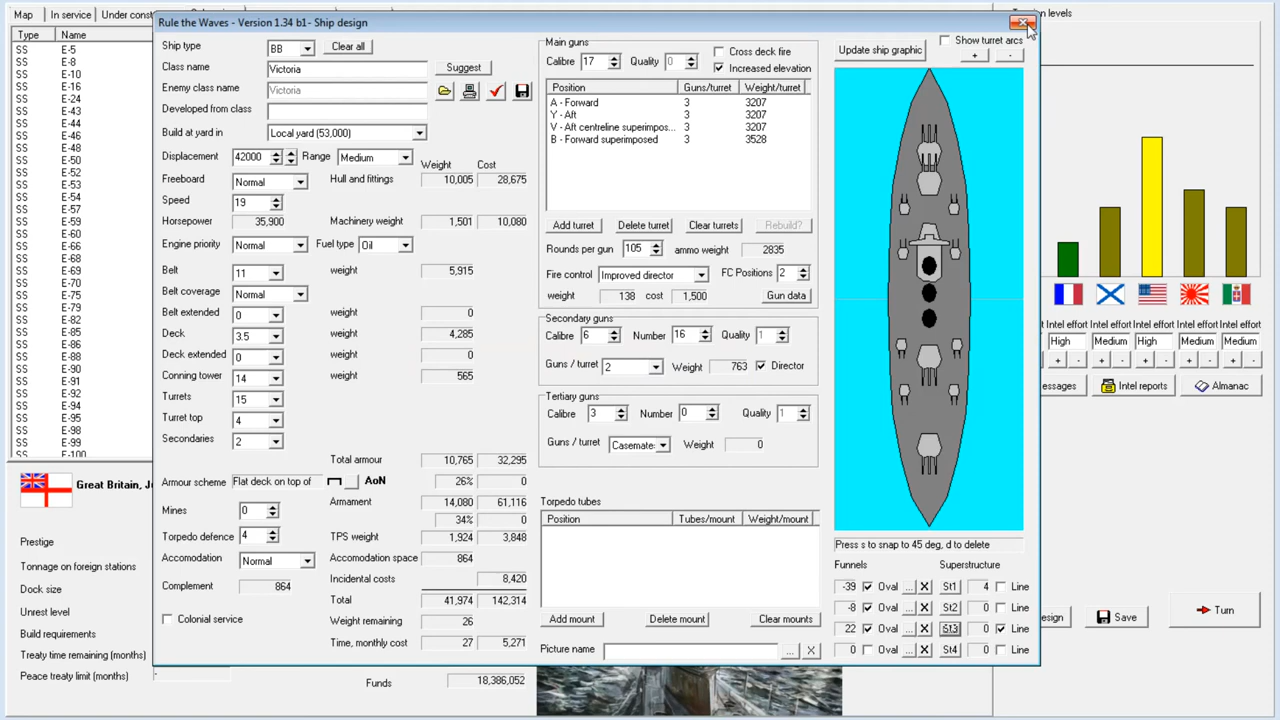 Map In service Under const
Type Name
SS E-5
SS E-8
SS E-10
SS E-16
SS E-24
SS E-43
SS E-44
SS E-46
SS E-48
SS E-50
SS E-52
SS E-53
SS E-54
SS E-57
SS E-59
SS E-60
SS E-66
SS E-68
SS E-69
SS E-70
SS E-75
SS E-79
SS E-82
SS E-85
SS E-86
SS E-88
SS E-90
SS E-91
SS E-92
SS E-94
SS E-95
SS E-98
SS E-99
SS E-100
Great Britain, J
Prestige
Tonnage on foreign stations
Dock size
Unrest level
Build requirements
Treaty time remaining (months)
Peace treaty limit (months) -
Funds 18,386,052
Rule the Waves - Version 1.34 b1- Ship design
Ship type BB Clear all
Class name Victoria Suggest
Enemy class name Victoria
Developed from class
Build at yard in Local yard (53,000)
Displacement 42000 Range Medium Weight Cost
Freeboard Normal Hull and fittings 10,005 28,675
Speed 19
Horsepower 35,900 Machinery weight 1,501 10,080
Engine priority Normal Fuel type Oil
Belt 11 weight 5,915
Belt coverage Normal
Belt extended 0 weight 0
Deck 3.5 weight 4,285
Deck extended 0 weight 0
Conning tower 14 weight 565
Turrets 15
Turret top 4
Secondaries 2
Total armour 10,765 32,295
Armour scheme Flat deck on top of AoN 26% 0
Mines 0 Armament 14,080 61,116
34% 0
Torpedo defence 4 TPS weight 1,924 3,848
Accomodation Normal Accomodation space 864
Complement 864 Incidental costs 8,420
Total 41,974 142,314
Colonial service Weight remaining 26
Time, monthly cost 27 5,271
Main guns
Calibre 17 Quality 0 Cross deck fire
Increased elevation
Position Guns/turret Weight/turret
A - Forward 3 3207
Y - Aft 3 3207
V - Aft centreline superimpos... 3 3207
B - Forward superimposed 3 3528
Add turret Delete turret Clear turrets Rebuild?
Rounds per gun 105 ammo weight 2835
Fire control Improved director FC Positions 2
weight 138 cost 1,500 Gun data
Secondary guns
Calibre 6 Number 16 Quality 1
Guns / turret 2 Weight 763 Director
Tertiary guns
Calibre 3 Number 0 Quality 1
Guns / turret Casemate: Weight 0
Torpedo tubes
Position Tubes/mount Weight/mount
Add mount Delete mount Clear mounts
Picture name ... X
Update ship graphic Show turret arcs
+ -
Press s to snap to 45 deg, d to delete
Funnels Superstructure
-39 Oval ... X St1 4 Line
-8 Oval ... X St2 0 Line
22 Oval ... X St3 0 Line
0 Oval ... X St4 0 Line
ion levels
Intel effort Intel effort Intel effort Intel effort Intel effort
High Medium High Medium Medium
+ - + - + - + - + -
essages Intel reports Almanac
esign Save Turn